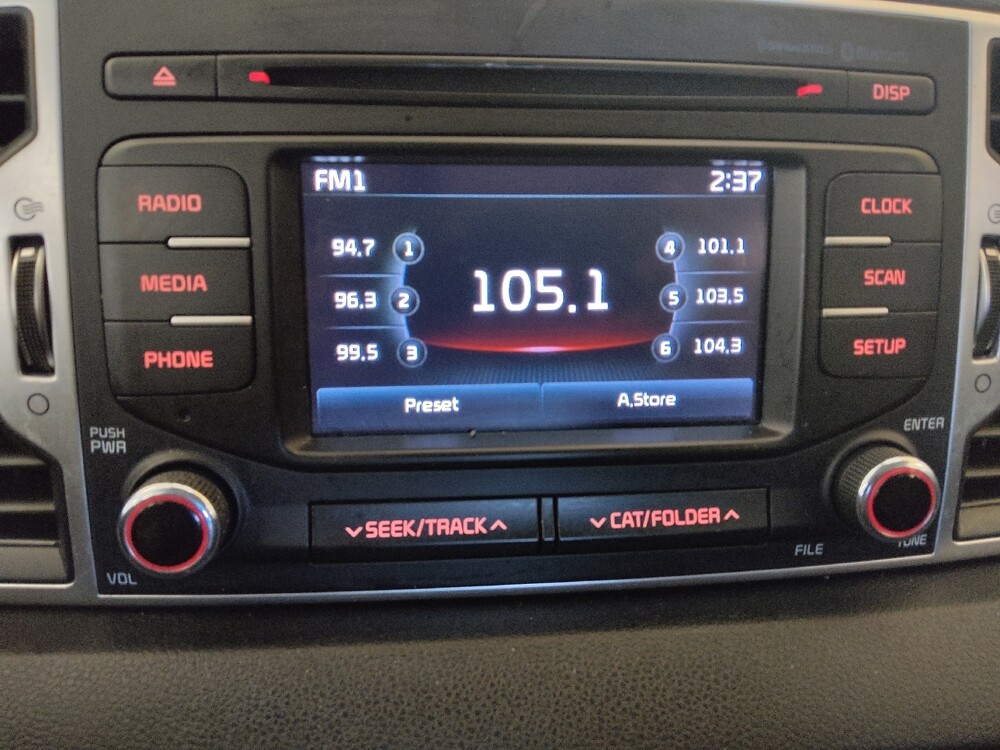 DISP
RADIO
MEDIA
PHONE
FM1 2:37
94.7 1
96.3 2
99.5 3
105.1
4 101.1
5 103.5
6 104.3
Preset A.Store
CLOCK
SCAN
SETUP
PUSH
PWR
VOL
SEEK/TRACK
CAT/FOLDER
ENTER
FILE
TUNE